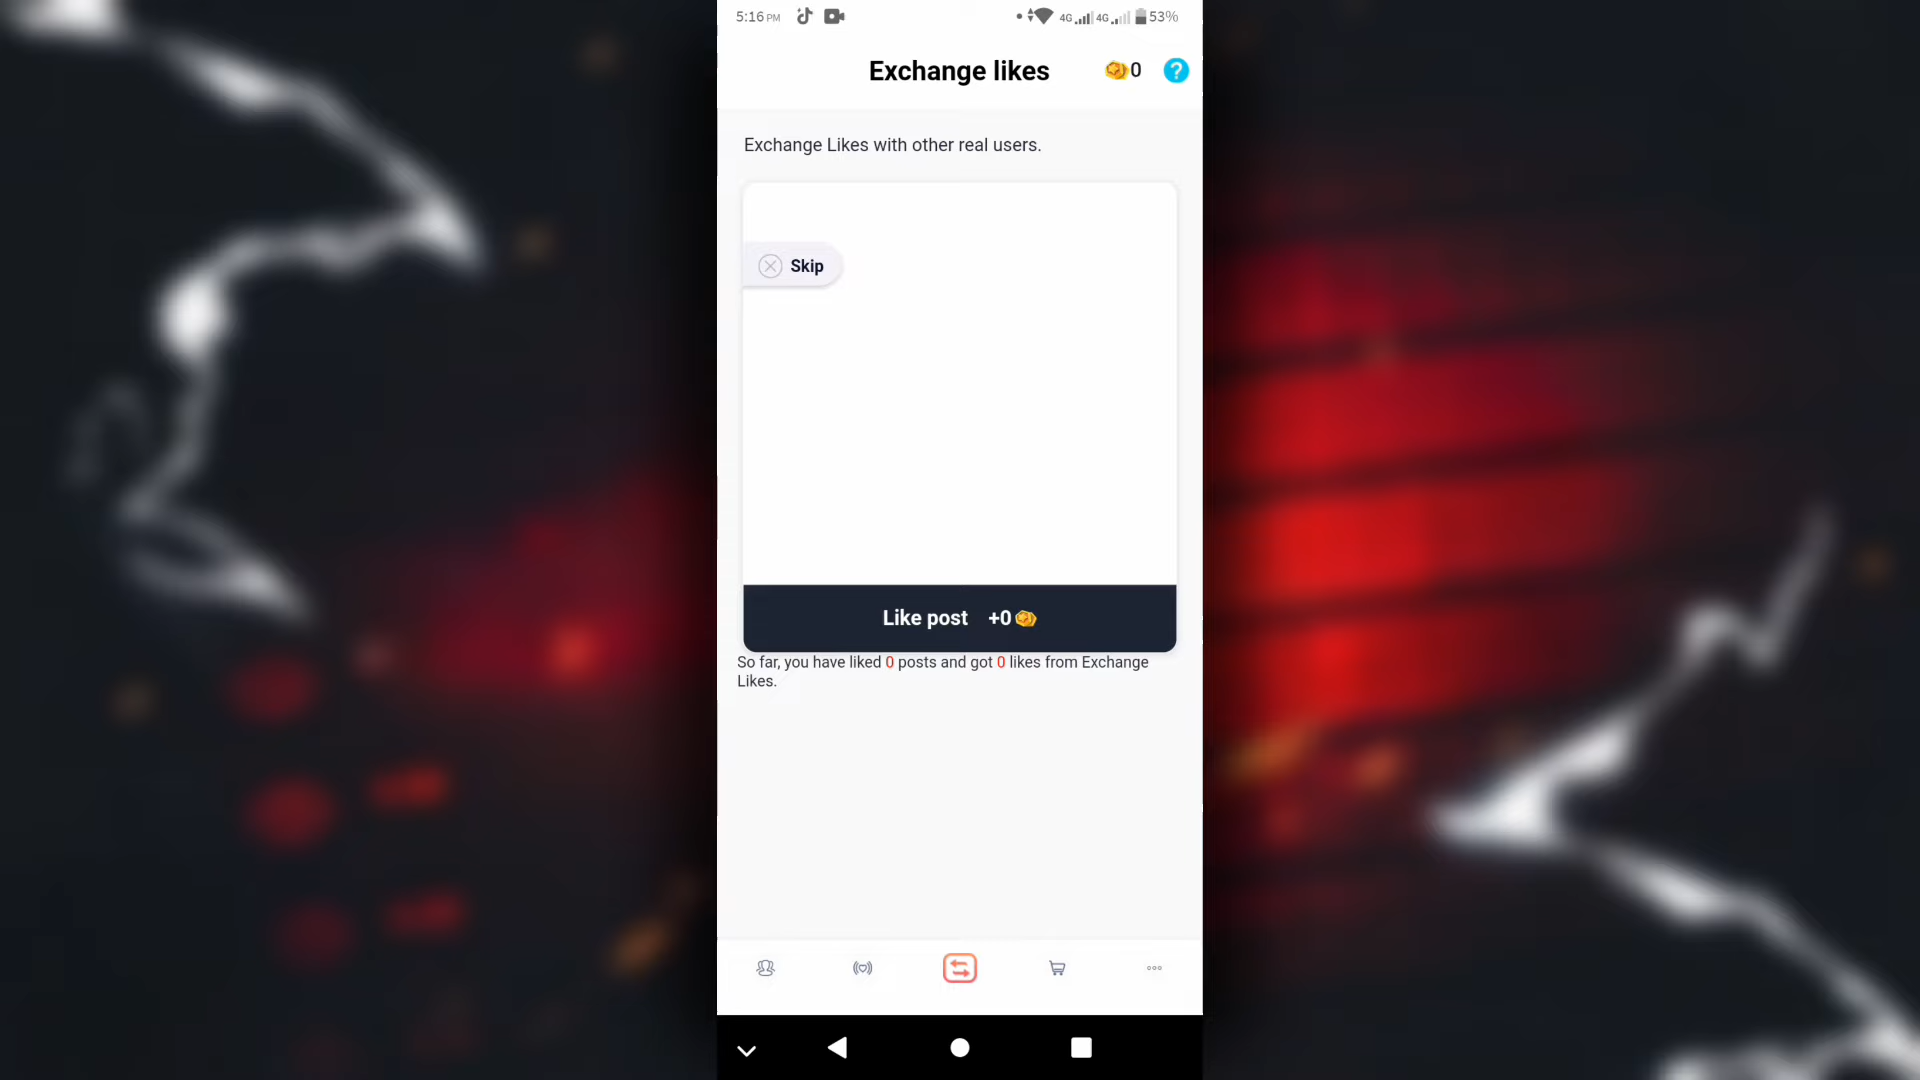 5:16 PM
4G 4G 53%
Exchange likes
0
?
Exchange Likes with other real users.
Skip
Like post +0
So far, you have liked 0 posts and got 0 likes from Exchange
Likes.